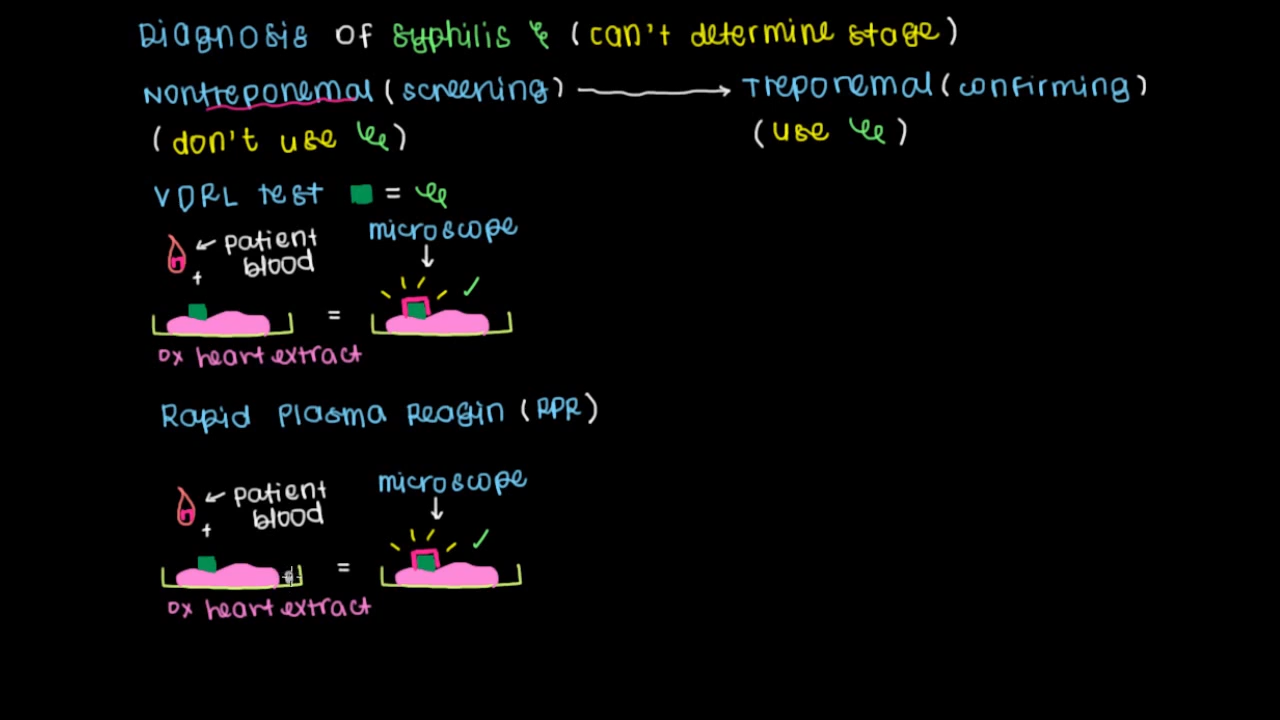 Diagnosis of syphilis (can't determine stage)
Nontreponemal (screening) Treponemal (confirming)
(don't use ) (use )
VDRL test =
microscope
patient
blood
+
=
ox heart extract
Rapid Plasma Reagin (RPR)
microscope
patient
blood
+
=
ox heart extract